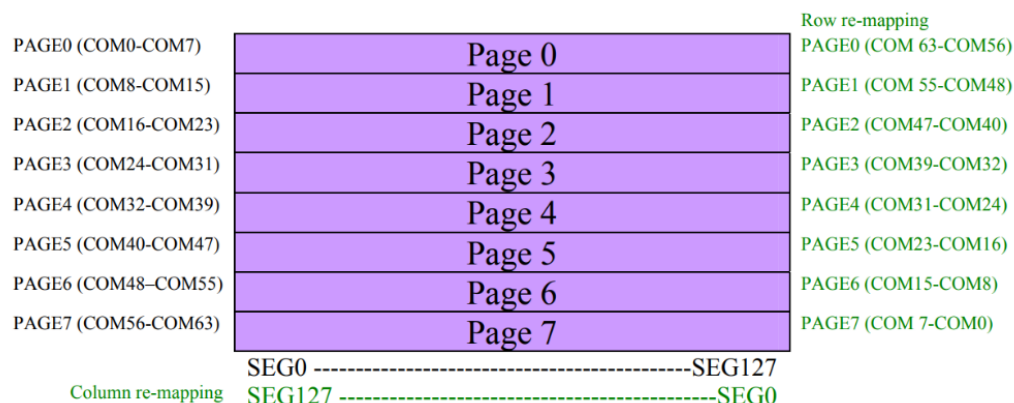 Row re-mapping
PAGE0 (COM0-COM7) Page 0 PAGE0 (COM 63-COM56)
PAGE1 (COM8-COM15) Page 1 PAGE1 (COM 55-COM48)
PAGE2 (COM16-COM23) Page 2 PAGE2 (COM47-COM40)
PAGE3 (COM24-COM31) Page 3 PAGE3 (COM39-COM32)
PAGE4 (COM32-COM39) Page 4 PAGE4 (COM31-COM24)
PAGE5 (COM40-COM47) Page 5 PAGE5 (COM23-COM16)
PAGE6 (COM48–COM55) Page 6 PAGE6 (COM15-COM8)
PAGE7 (COM56-COM63) Page 7 PAGE7 (COM 7-COM0)
SEG0 ---------------------------------------------SEG127
Column re-mapping SEG127 ---------------------------------------------SEG0